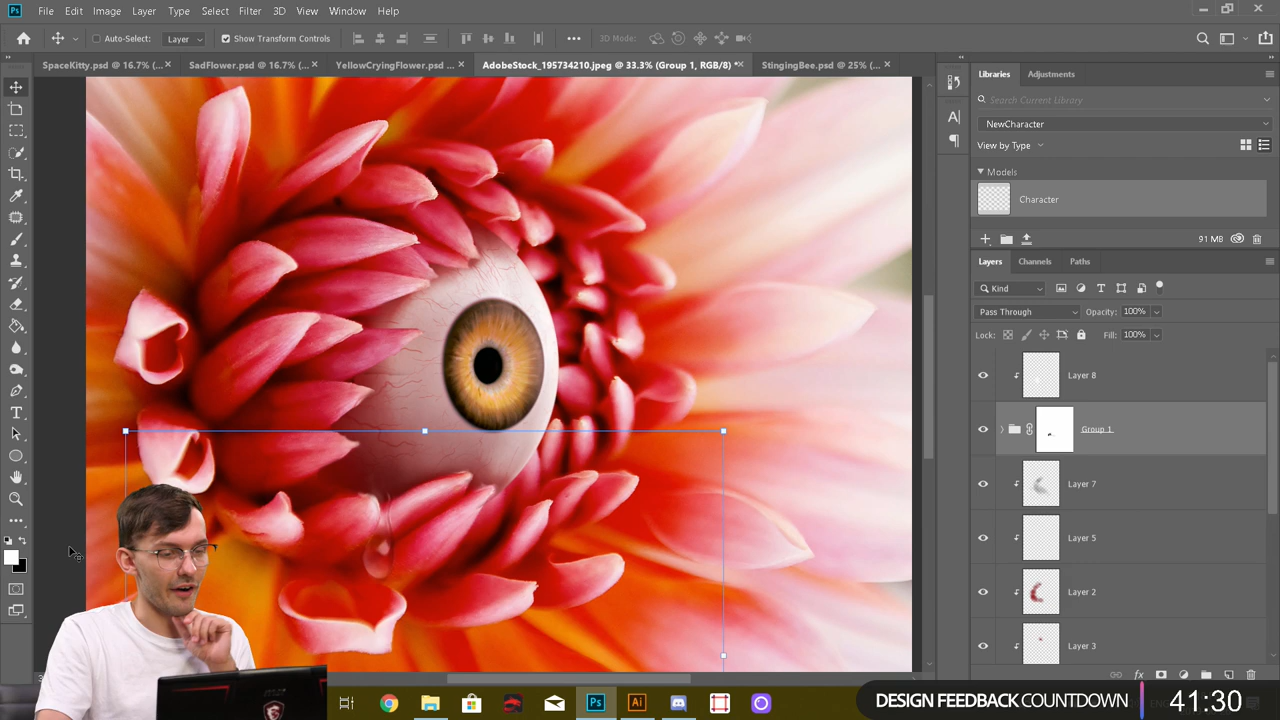 Ps File Edit Image Layer Type Select Filter 3D View Window Help
Auto-Select: Layer Show Transform Controls 3D Mode:
SpaceKitty.psd @ 16.7% (... × SadFlower.psd @ 16.7% (... × YellowCryingFlower.psd ... × AdobeStock_195734210.jpeg @ 33.3% (Group 1, RGB/8) * × StingingBee.psd @ 25% (... ×
Libraries Adjustments
Search Current Library
NewCharacter
View by Type
Models
Character
91 MB
Layers Channels Paths
Kind
Pass Through Opacity: 100%
Lock: Fill: 100%
Layer 8
Group 1
Layer 7
Layer 5
Layer 2
Layer 3
fx
Ps Ai
DESIGN FEEDBACK COUNTDOWN 41:30